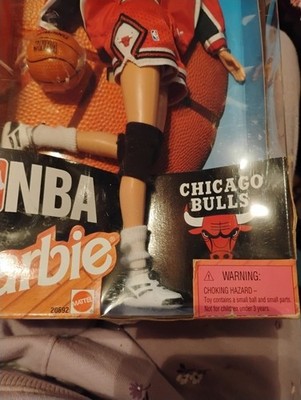 NBA
CHICAGO
BULLS
arbie
WARNING:
CHOKING HAZARD –
Toy contains a small ball and small parts.
Not for children under 3 years.
20692
MATTEL